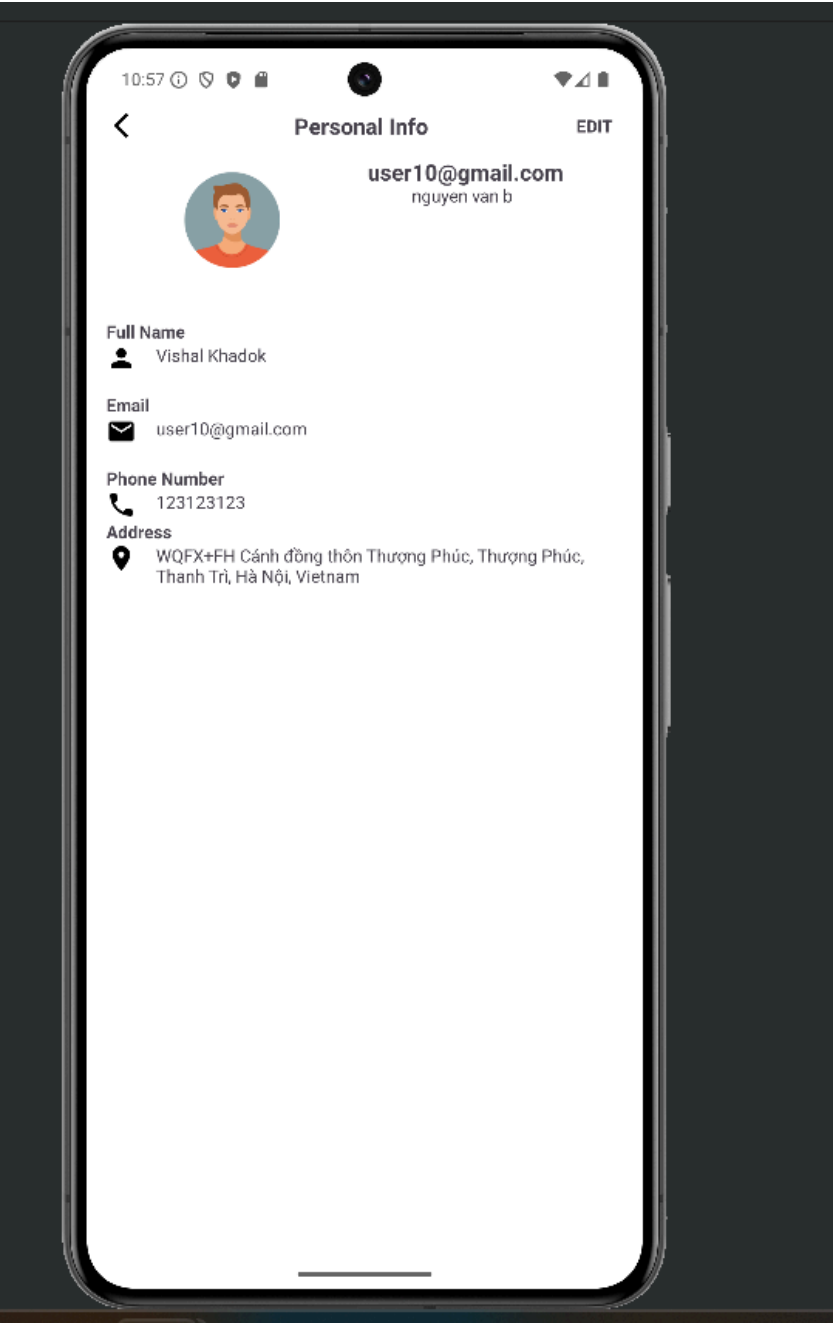 10:57
Personal Info
EDIT
user10@gmail.com
nguyen van b
Full Name
Vishal Khadok
Email
user10@gmail.com
Phone Number
123123123
Address
WQFX+FH Cánh đồng thôn Thượng Phúc, Thượng Phúc,
Thanh Trì, Hà Nội, Vietnam